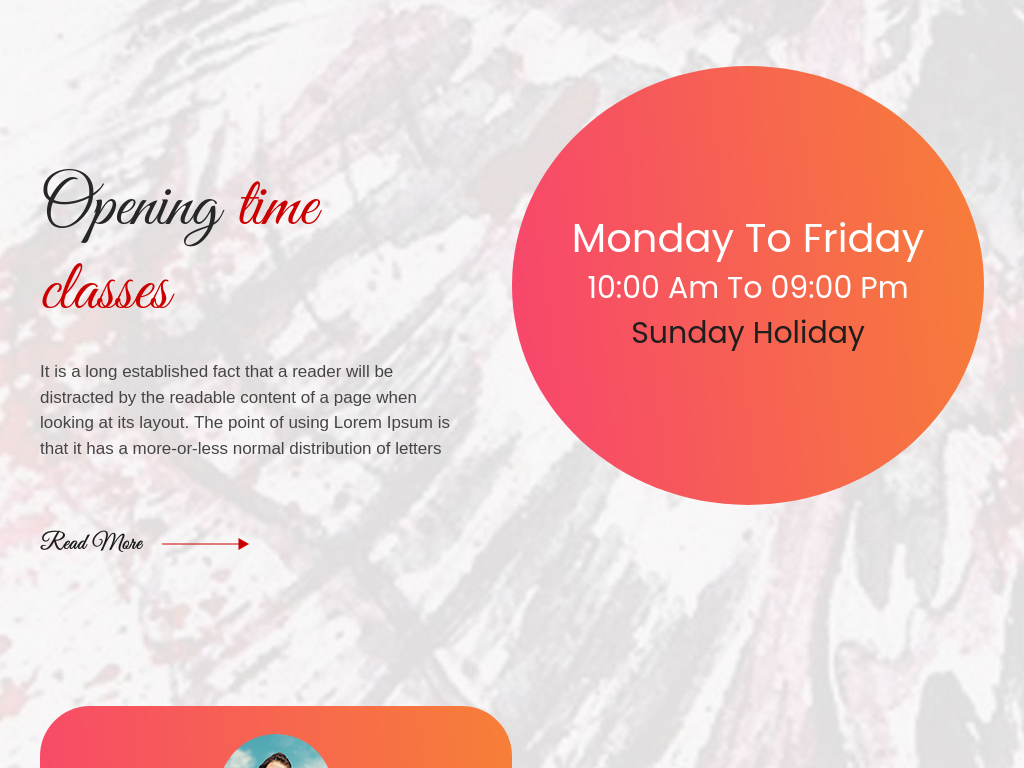 Opening time
classes
It is a long established fact that a reader will be
distracted by the readable content of a page when
looking at its layout. The point of using Lorem Ipsum is
that it has a more-or-less normal distribution of letters
Read More
Monday To Friday
10:00 Am To 09:00 Pm
Sunday Holiday